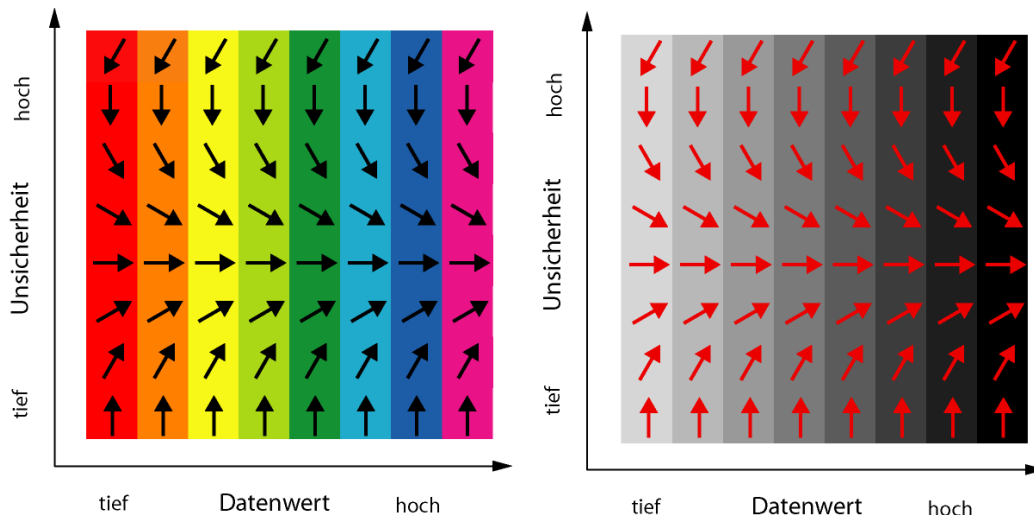 hoch
Unsicherheit
tief
tief Datenwert hoch
hoch
Unsicherheit
tief
tief Datenwert hoch